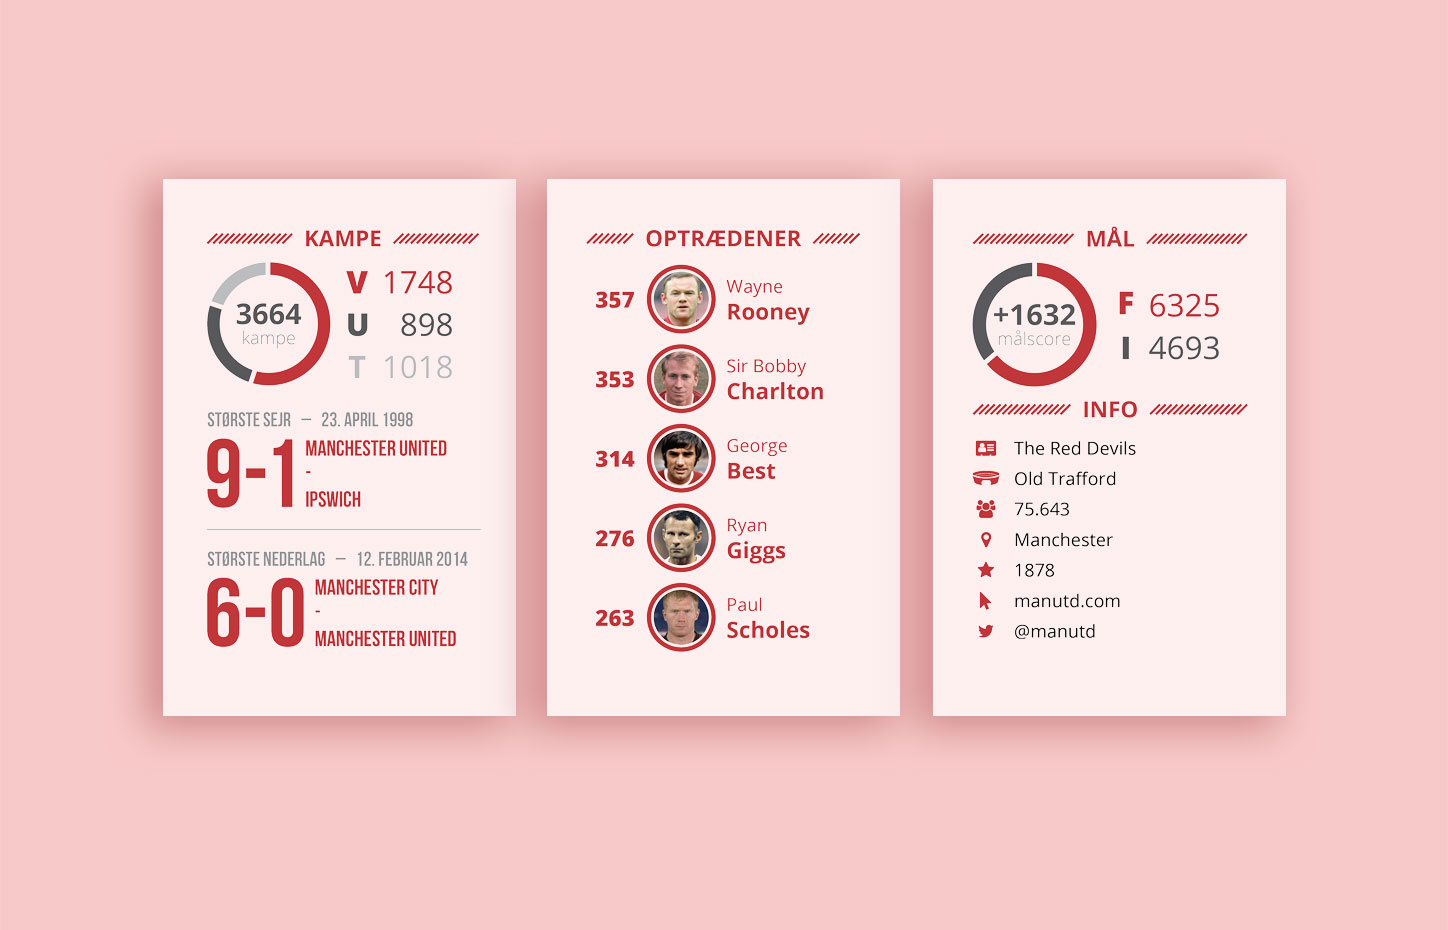 KAMPE
3664
kampe
V 1748
U 898
T 1018
STØRSTE SEJR – 23. APRIL 1998
9-1
MANCHESTER UNITED
-
IPSWICH
STØRSTE NEDERLAG – 12. FEBRUAR 2014
6-0
MANCHESTER CITY
-
MANCHESTER UNITED
OPTRÆDENER
357
Wayne
Rooney
353
Sir Bobby
Charlton
314
George
Best
276
Ryan
Giggs
263
Paul
Scholes
MÅL
+1632
målscore
F 6325
I 4693
INFO
The Red Devils
Old Trafford
75.643
Manchester
1878
manutd.com
@manutd